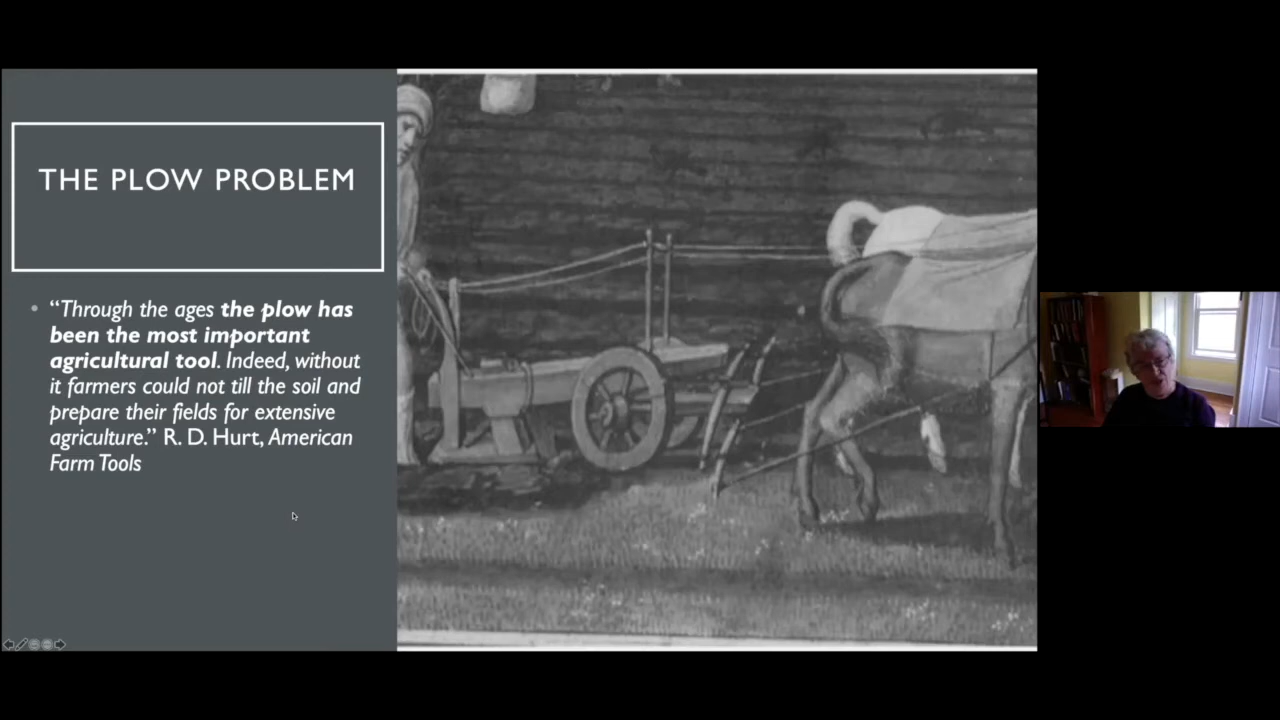 THE PLOW PROBLEM
• “Through the ages the plow has
been the most important
agricultural tool. Indeed, without
it farmers could not till the soil and
prepare their fields for extensive
agriculture.” R. D. Hurt, American
Farm Tools